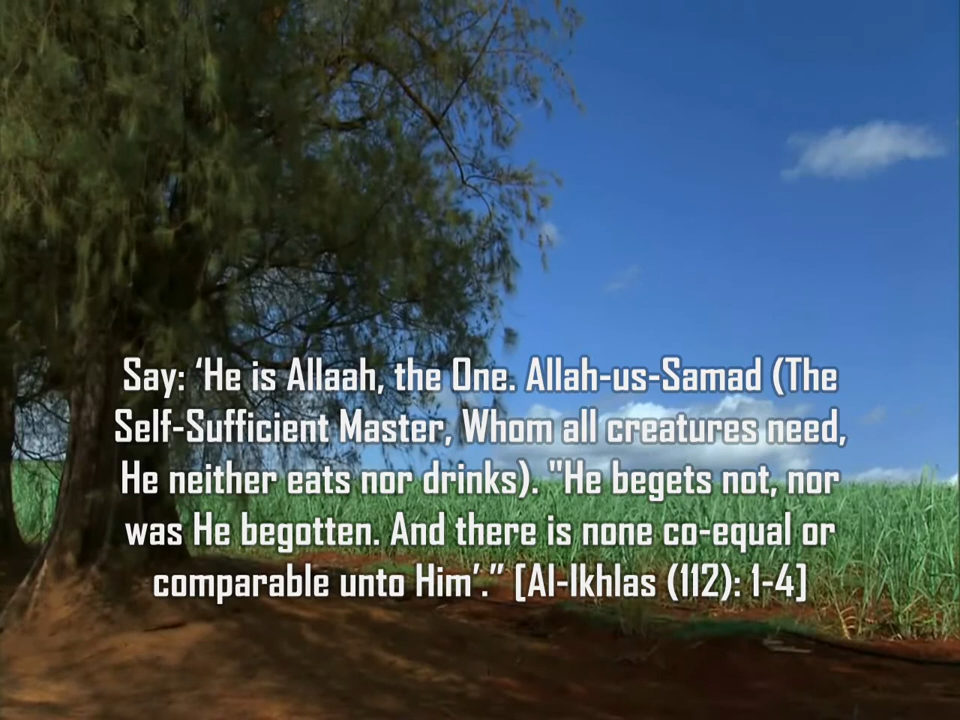 Say: ‘He is Allaah, the One. Allah-us-Samad (The
Self-Sufficient Master, Whom all creatures need,
He neither eats nor drinks). "He begets not, nor
was He begotten. And there is none co-equal or
comparable unto Him’.” [Al-Ikhlas (112): 1-4]